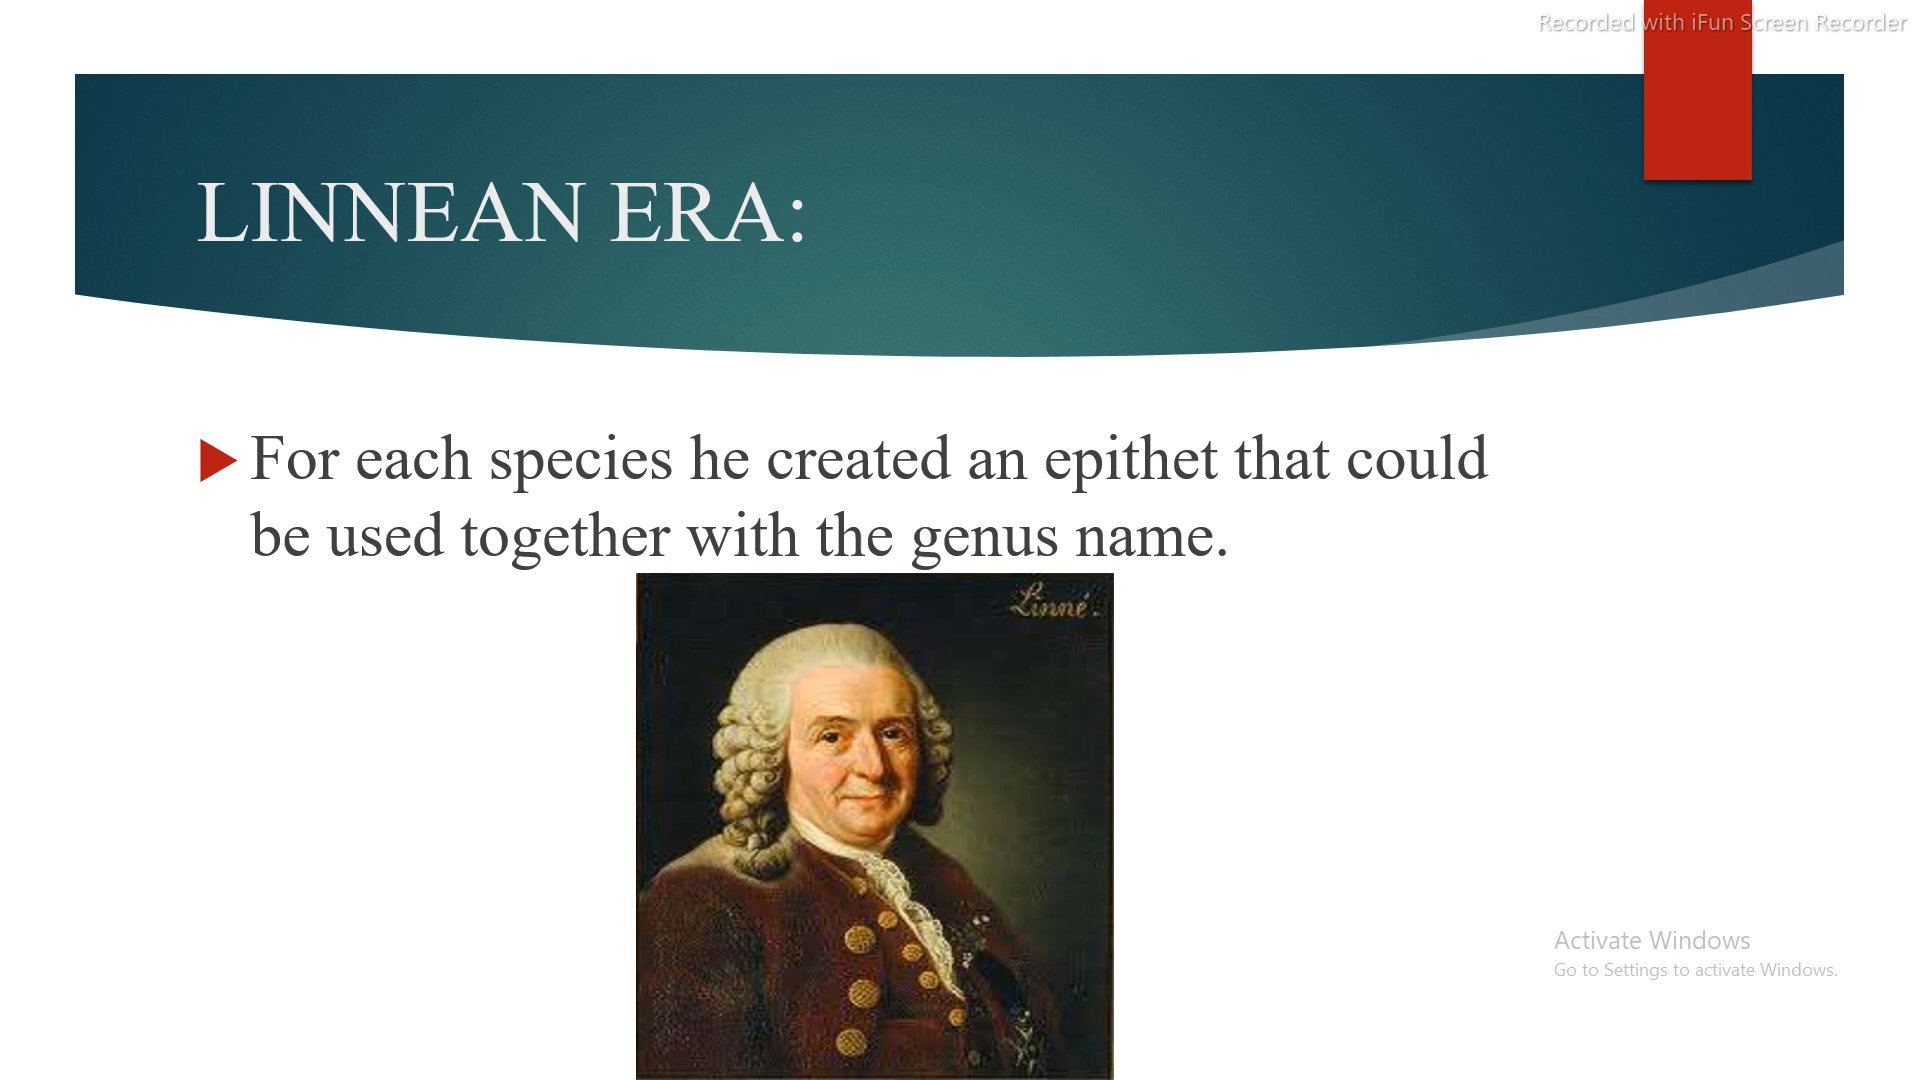 Recorded with iFun Screen Recorder
LINNEAN ERA:
For each species he created an epithet that could
be used together with the genus name.
Linné.
Activate Windows
Go to Settings to activate Windows.